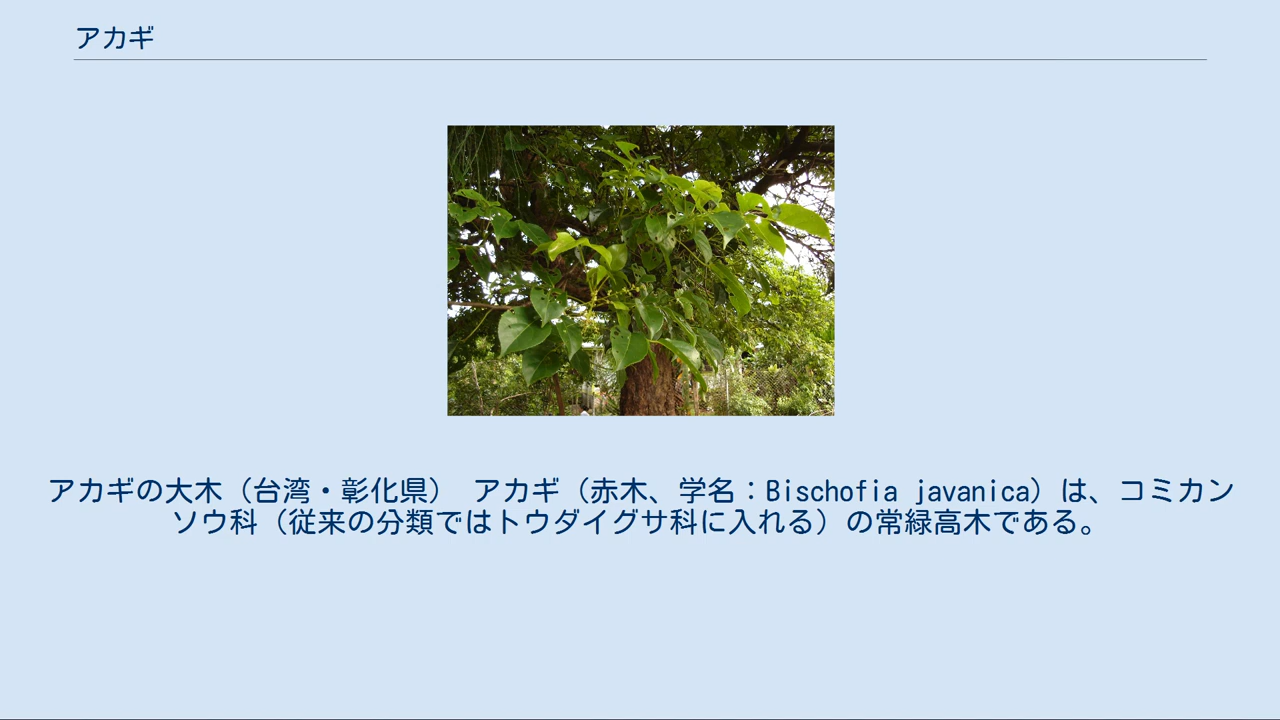 アカギ
アカギの大木（台湾・彰化県）　アカギ（赤木、学名：Bischofia javanica）は、コミカン
ソウ科（従来の分類ではトウダイグサ科に入れる）の常緑高木である。